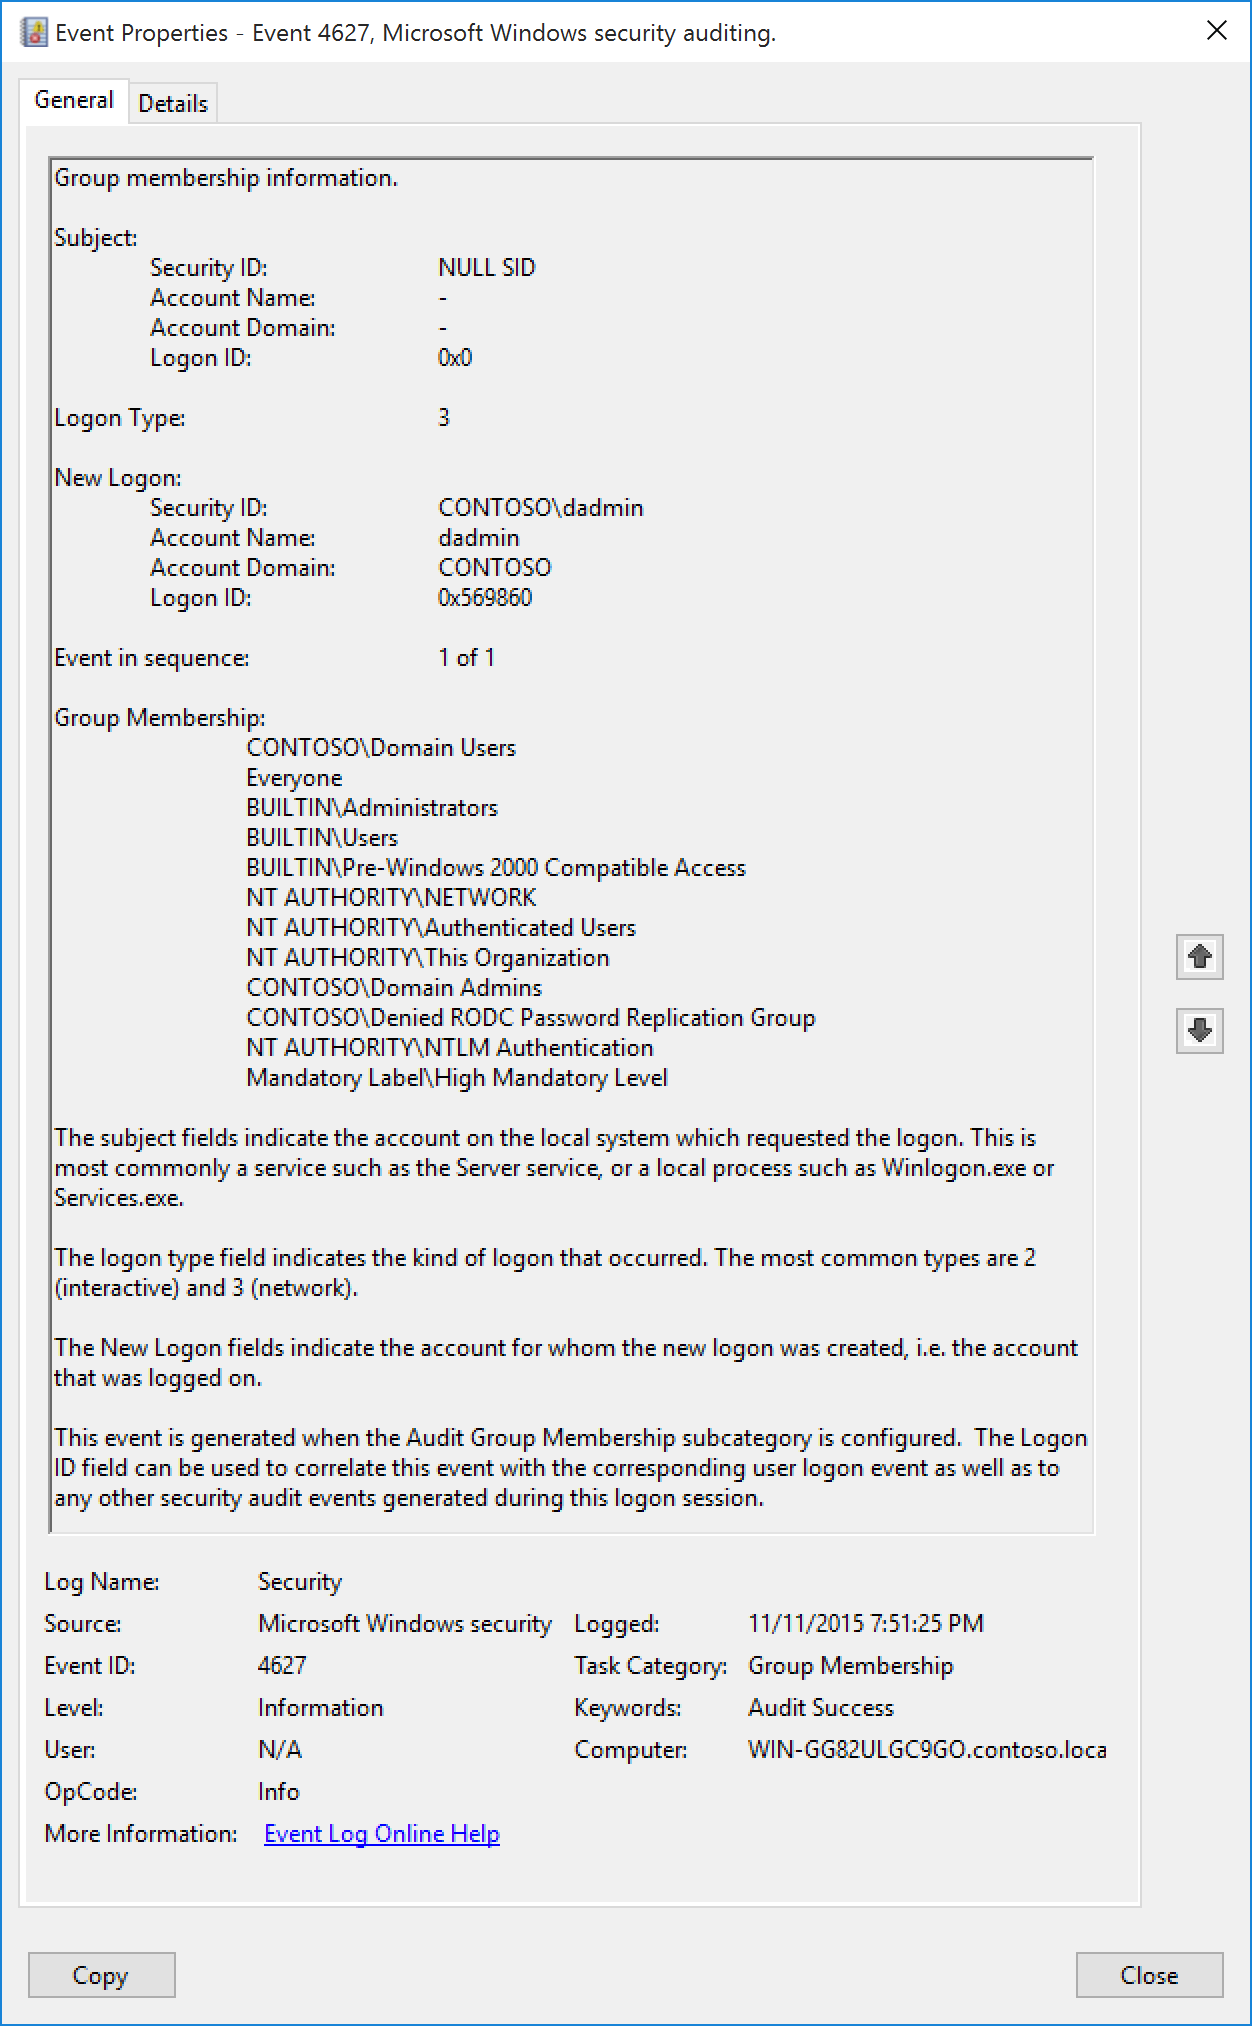 Event Properties - Event 4627, Microsoft Windows security auditing.
General Details
Group membership information.
Subject:
Security ID: NULL SID
Account Name: -
Account Domain: -
Logon ID: 0x0
Logon Type: 3
New Logon:
Security ID: CONTOSO\dadmin
Account Name: dadmin
Account Domain: CONTOSO
Logon ID: 0x569860
Event in sequence: 1 of 1
Group Membership:
CONTOSO\Domain Users
Everyone
BUILTIN\Administrators
BUILTIN\Users
BUILTIN\Pre-Windows 2000 Compatible Access
NT AUTHORITY\NETWORK
NT AUTHORITY\Authenticated Users
NT AUTHORITY\This Organization
CONTOSO\Domain Admins
CONTOSO\Denied RODC Password Replication Group
NT AUTHORITY\NTLM Authentication
Mandatory Label\High Mandatory Level
The subject fields indicate the account on the local system which requested the logon. This is
most commonly a service such as the Server service, or a local process such as Winlogon.exe or
Services.exe.
The logon type field indicates the kind of logon that occurred. The most common types are 2
(interactive) and 3 (network).
The New Logon fields indicate the account for whom the new logon was created, i.e. the account
that was logged on.
This event is generated when the Audit Group Membership subcategory is configured.  The Logon
ID field can be used to correlate this event with the corresponding user logon event as well as to
any other security audit events generated during this logon session.
Log Name: Security
Source: Microsoft Windows security Logged: 11/11/2015 7:51:25 PM
Event ID: 4627 Task Category: Group Membership
Level: Information Keywords: Audit Success
User: N/A Computer: WIN-GG82ULGC9GO.contoso.loca
OpCode: Info
More Information: Event Log Online Help
Copy Close